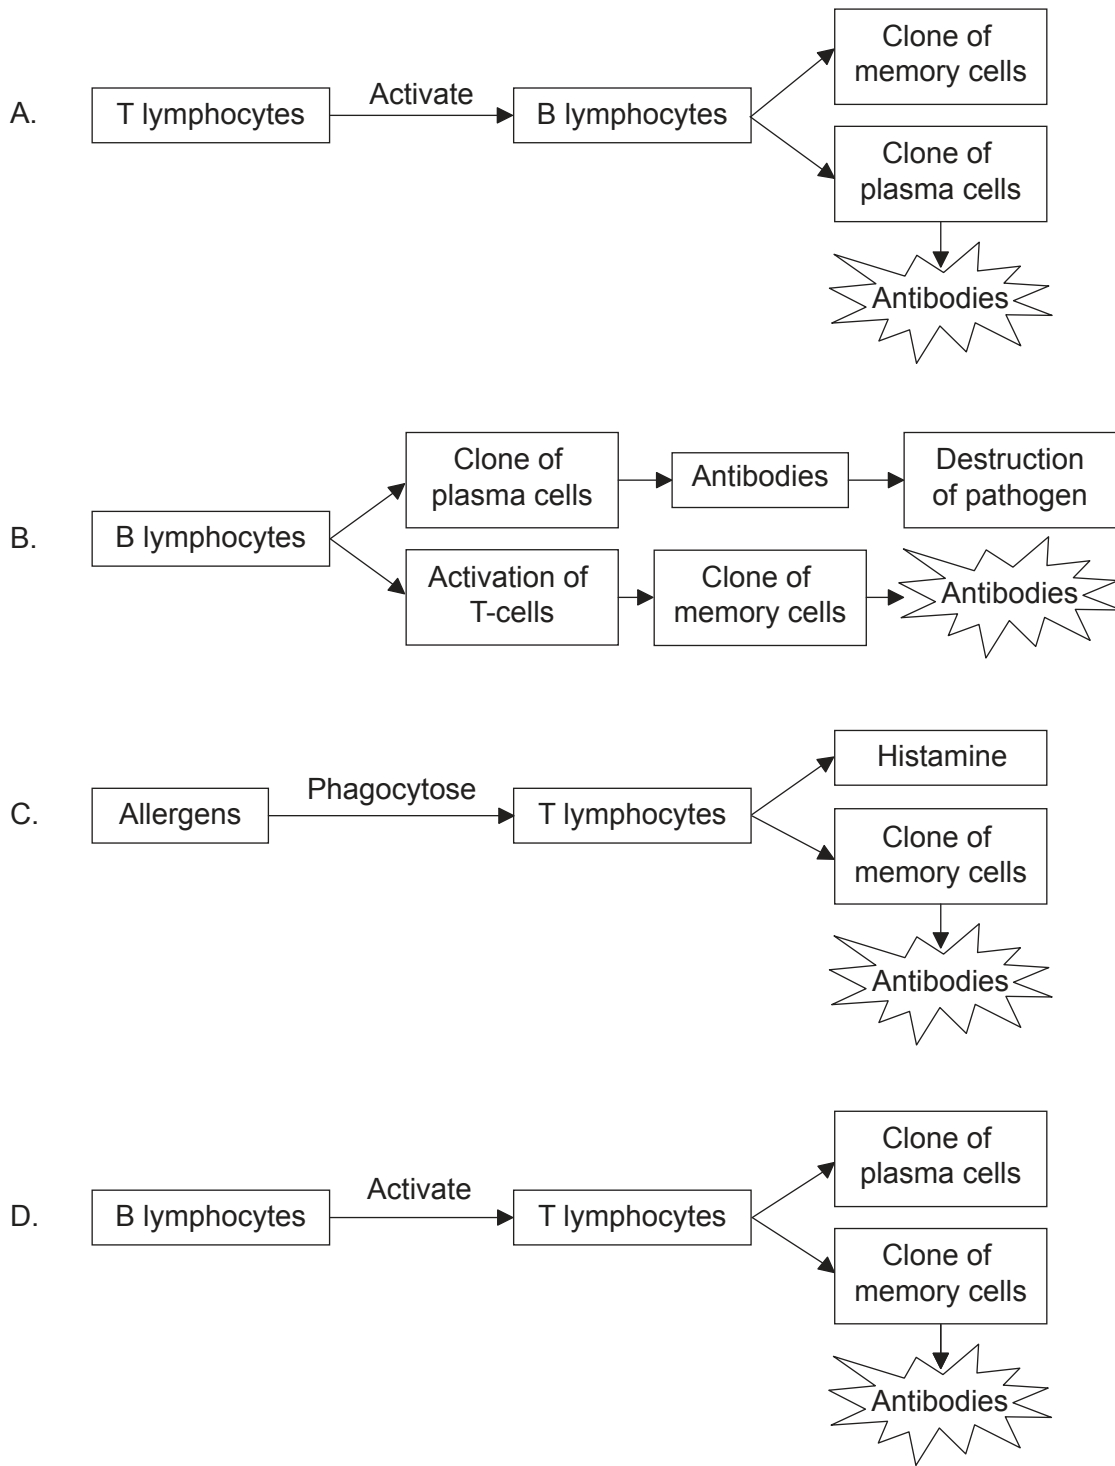 A.
T lymphocytes
Activate
B lymphocytes
Clone of
memory cells
Clone of
plasma cells
Antibodies
B.
B lymphocytes
Clone of
plasma cells
Antibodies
Destruction
of pathogen
Activation of
T-cells
Clone of
memory cells
Antibodies
C.
Allergens
Phagocytose
T lymphocytes
Histamine
Clone of
memory cells
Antibodies
D.
B lymphocytes
Activate
T lymphocytes
Clone of
plasma cells
Clone of
memory cells
Antibodies